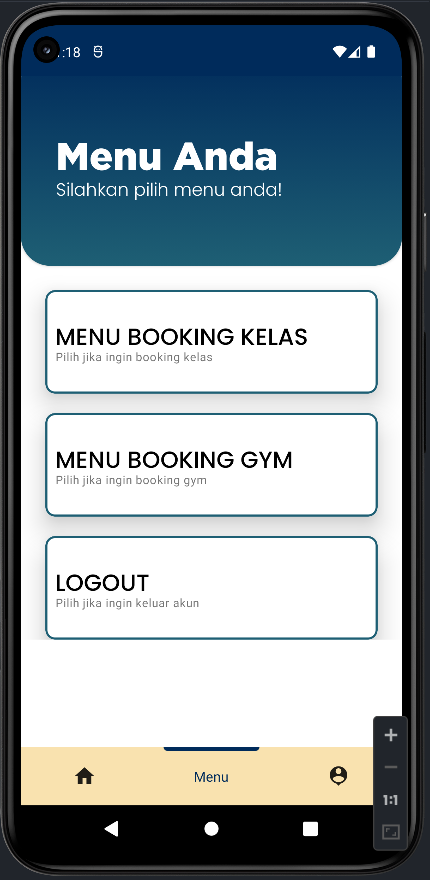 :18
Menu Anda
Silahkan pilih menu anda!
MENU BOOKING KELAS
Pilih jika ingin booking kelas
MENU BOOKING GYM
Pilih jika ingin booking gym
LOGOUT
Pilih jika ingin keluar akun
Menu
1:1